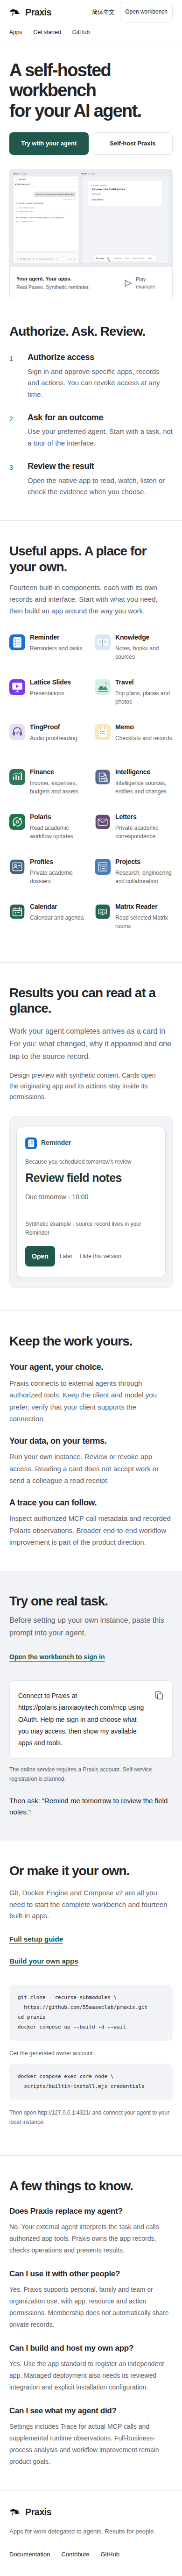 Praxis
简体中文
Open workbench
Apps
Get started
GitHub
A self-hosted
workbench
for your AI agent.
Try with your agent
Self-host Praxis
Your agent. Your apps.
Real Praxis. Synthetic reminder.
Play
example
Authorize. Ask. Review.
1
Authorize access
Sign in and approve specific apps, records
and actions. You can revoke access at any
time.
2
Ask for an outcome
Use your preferred agent. Start with a task, not
a tour of the interface.
3
Review the result
Open the native app to read, watch, listen or
check the evidence when you choose.
Useful apps. A place for
your own.
Fourteen built-in components, each with its own
records and interface. Start with what you need,
then build an app around the way you work.
Reminder
Reminders and tasks
Knowledge
Notes, books and
sources
Lattice Slides
Presentations
Travel
Trip plans, places and
photos
TingProof
Audio proofreading
Memo
Checklists and records
Finance
Income, expenses,
budgets and assets
Intelligence
Intelligence sources,
entities and changes
Polaris
Read academic
workflow updates
Letters
Private academic
correspondence
Profiles
Private academic
dossiers
Projects
Research, engineering
and collaboration
Calendar
Calendar and agenda
Matrix Reader
Read selected Matrix
rooms
Results you can read at a
glance.
Work your agent completes arrives as a card in
For you: what changed, why it appeared and one
tap to the source record.
Design preview with synthetic content. Cards open
the originating app and its actions stay inside its
permissions.
Reminder
Because you scheduled tomorrow's review
Review field notes
Due tomorrow · 10:00
Synthetic example · source record lives in your
Reminder
Open
Later
Hide this version
Keep the work yours.
Your agent, your choice.
Praxis connects to external agents through
authorized tools. Keep the client and model you
prefer; verify that your client supports the
connection.
Your data, on your terms.
Run your own instance. Review or revoke app
access. Reading a card does not accept work or
send a colleague a read receipt.
A trace you can follow.
Inspect authorized MCP call metadata and recorded
Polaris observations. Broader end-to-end workflow
improvement is part of the product direction.
Try one real task.
Before setting up your own instance, paste this
prompt into your agent.
Open the workbench to sign in
Connect to Praxis at
https://polaris.jianxiaoyitech.com/mcp using
OAuth. Help me sign in and choose what
you may access, then show my available
apps and tools.
The online service requires a Praxis account. Self-service
registration is planned.
Then ask: “Remind me tomorrow to review the field
notes.”
Or make it your own.
Git, Docker Engine and Compose v2 are all you
need to start the complete workbench and fourteen
built-in apps.
Full setup guide
Build your own apps
git clone --recurse-submodules \
https://github.com/55aaseclab/praxis.git
cd praxis
docker compose up --build -d --wait
Get the generated owner account:
docker compose exec core node \
scripts/builtin-install.mjs credentials
Then open http://127.0.0.1:4321/ and connect your agent to your
local instance.
A few things to know.
Does Praxis replace my agent?
No. Your external agent interprets the task and calls
authorized app tools. Praxis owns the app records,
checks operations and presents results.
Can I use it with other people?
Yes. Praxis supports personal, family and team or
organization use, with app, resource and action
permissions. Membership does not automatically share
private records.
Can I build and host my own app?
Yes. Use the app standard to register an independent
app. Managed deployment also needs its reviewed
integration and explicit installation configuration.
Can I see what my agent did?
Settings includes Trace for actual MCP calls and
supplemental runtime observations. Full-business-
process analysis and workflow improvement remain
product goals.
Praxis
Apps for work delegated to agents. Results for people.
Documentation
Contribute
GitHub